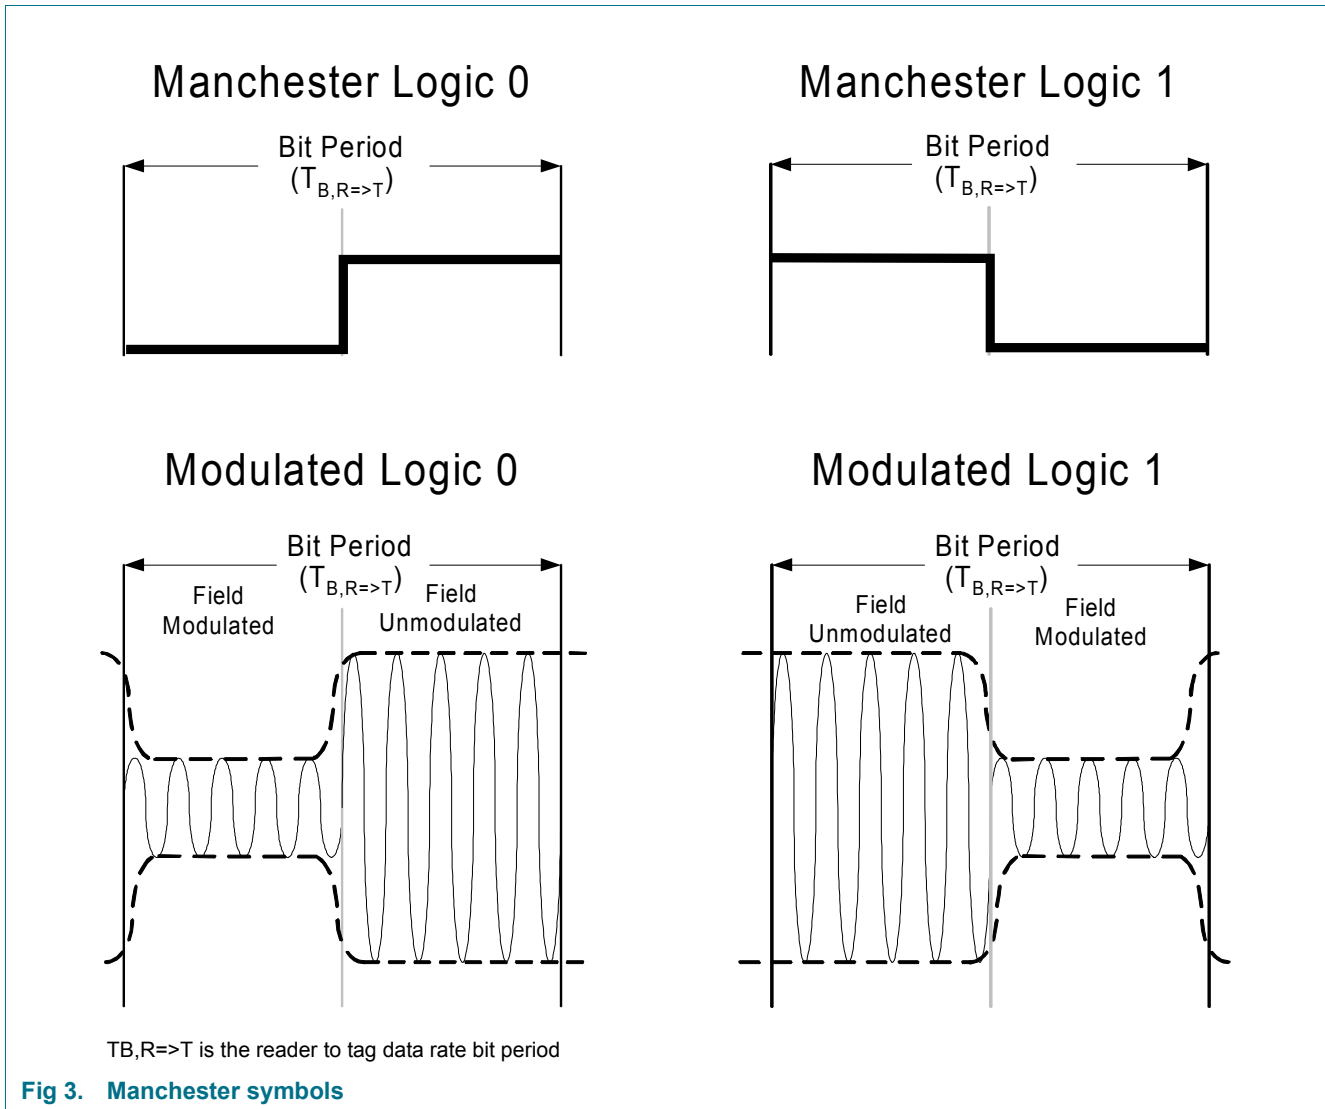 Manchester Logic 0
Manchester Logic 1
Bit Period
(TB,R=>T)
Bit Period
(TB,R=>T)
Modulated Logic 0
Modulated Logic 1
Bit Period
(TB,R=>T)
Field
Modulated
Field
Unmodulated
Bit Period
(TB,R=>T)
Field
Unmodulated
Field
Modulated
TB,R=>T is the reader to tag data rate bit period
Fig 3. Manchester symbols